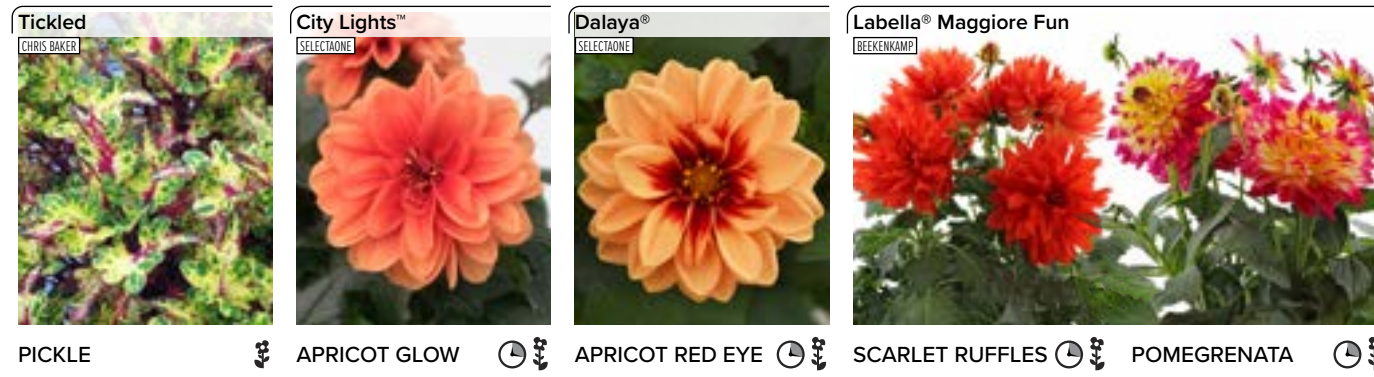 Tickled
CHRIS BAKER
PICKLE
City Lights™
SELECTAONE
APRICOT GLOW
Dalaya®
SELECTAONE
APRICOT RED EYE
Labella® Maggiore Fun
BEEKENKAMP
SCARLET RUFFLES
POMEGRENATA